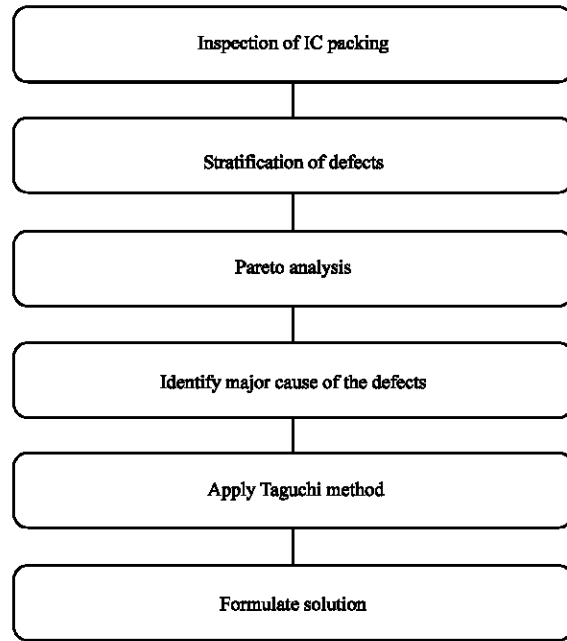 Inspection of IC packing
Stratification of defects
Pareto analysis
Identify major cause of the defects
Apply Taguchi method
Formulate solution